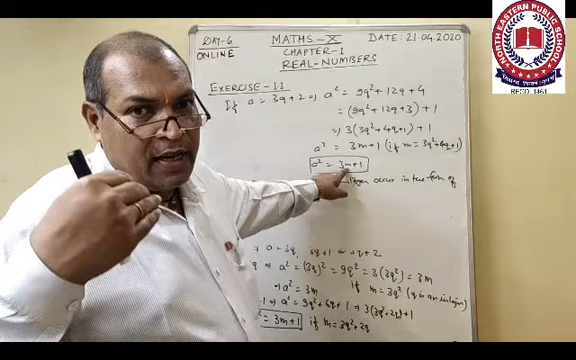 DAY-6
ONLINE
MATHS-X
CHAPTER-1
REAL-NUMBERS
DATE: 21.04.2020
EXERCISE-1.1
If a = 3q+2 ⇒ a² = 9q²+12q+4
= (9q²+12q+3)+1
⇒ 3(3q²+4q+1)+1
a² = 3m+1 (if m = 3q²+4q+1)
a² = 3m+1
occur in the form of
a = 3q, 3q+1 or 3q+2
⇒ a² = (3q)² = 9q² = 3(3q²) = 3m
⇒ a² = 3m if m = 3q² (q is an integer)
⇒ a² = 9q²+6q+1 ⇒ 3(3q²+2q)+1
= 3m+1 if m = 3q²+2q
NORTH EASTERN PUBLIC SCHOOL
REGD. 1461